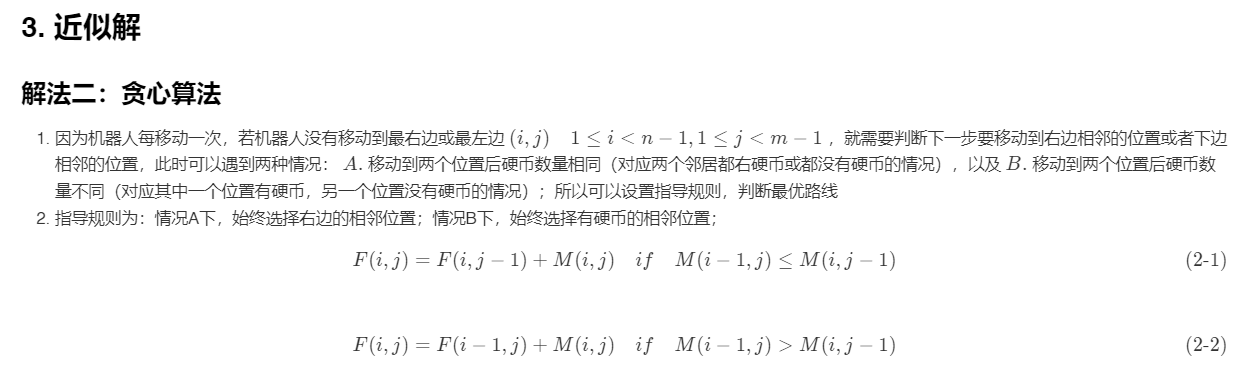 3. 近似解
解法二：贪心算法
1. 因为机器人每移动一次，若机器人没有移动到最右边或最左边 (i, j)   1 ≤ i < n − 1, 1 ≤ j < m − 1 ，就需要判断下一步要移动到右边相邻的位置或者下边
相邻的位置，此时可以遇到两种情况： A. 移动到两个位置后硬币数量相同（对应两个邻居都右硬币或都没有硬币的情况），以及 B. 移动到两个位置后硬币数
量不同（对应其中一个位置有硬币，另一个位置没有硬币的情况）；所以可以设置指导规则，判断最优路线
2. 指导规则为：情况A下，始终选择右边的相邻位置；情况B下，始终选择有硬币的相邻位置；
F(i, j) = F(i, j − 1) + M(i, j)   if   M(i − 1, j) ≤ M(i, j − 1) (2-1)
F(i, j) = F(i − 1, j) + M(i, j)   if   M(i − 1, j) > M(i, j − 1) (2-2)